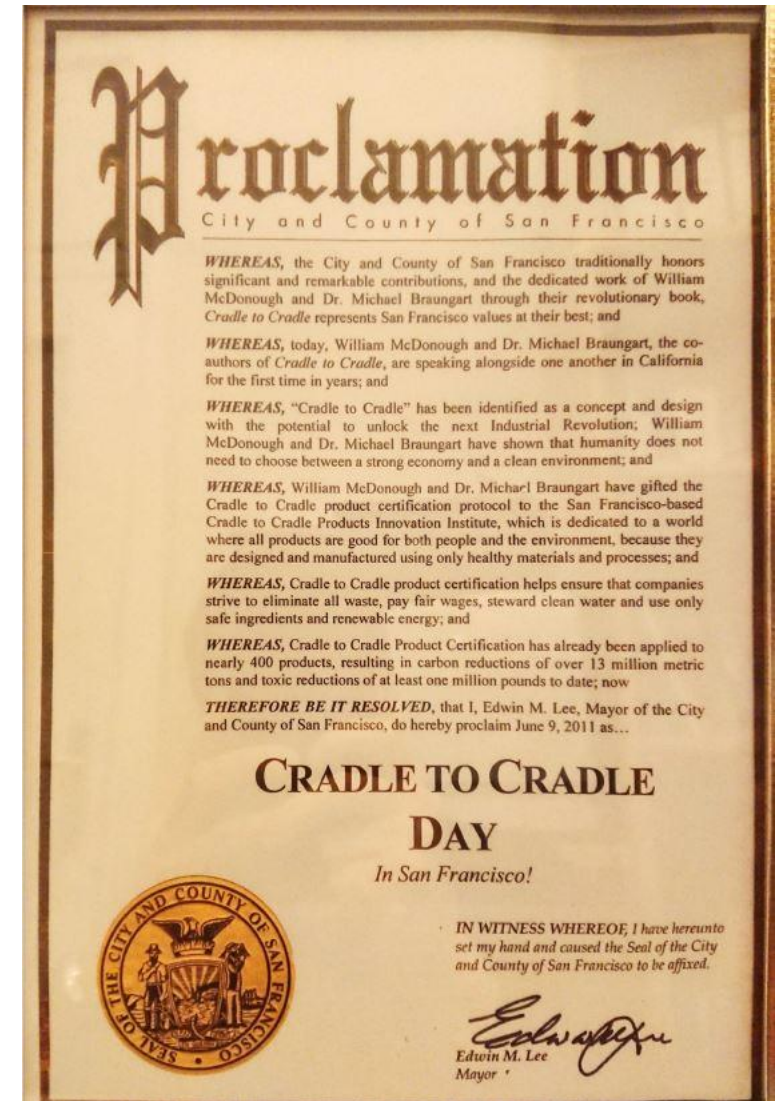 Proclamation
City and County of San Francisco
WHEREAS, the City and County of San Francisco traditionally honors
significant and remarkable contributions, and the dedicated work of William
McDonough and Dr. Michael Braungart through their revolutionary book,
Cradle to Cradle represents San Francisco values at their best; and
WHEREAS, today, William McDonough and Dr. Michael Braungart, the co-
authors of Cradle to Cradle, are speaking alongside one another in California
for the first time in years; and
WHEREAS, “Cradle to Cradle” has been identified as a concept and design
with the potential to unlock the next Industrial Revolution; William
McDonough and Dr. Michael Braungart have shown that humanity does not
need to choose between a strong economy and a clean environment; and
WHEREAS, William McDonough and Dr. Michael Braungart have gifted the
Cradle to Cradle product certification protocol to the San Francisco-based
Cradle to Cradle Products Innovation Institute, which is dedicated to a world
where all products are good for both people and the environment, because they
are designed and manufactured using only healthy materials and processes; and
WHEREAS, Cradle to Cradle product certification helps ensure that companies
strive to eliminate all waste, pay fair wages, steward clean water and use only
safe ingredients and renewable energy; and
WHEREAS, Cradle to Cradle Product Certification has already been applied to
nearly 400 products, resulting in carbon reductions of over 13 million metric
tons and toxic reductions of at least one million pounds to date; now
THEREFORE BE IT RESOLVED, that I, Edwin M. Lee, Mayor of the City
and County of San Francisco, do hereby proclaim June 9, 2011 as…
CRADLE TO CRADLE
DAY
In San Francisco!
SEAL OF THE CITY AND COUNTY OF SAN FRANCISCO
IN WITNESS WHEREOF, I have hereunto
set my hand and caused the Seal of the City
and County of San Francisco to be affixed.
Edwin M. Lee
Mayor